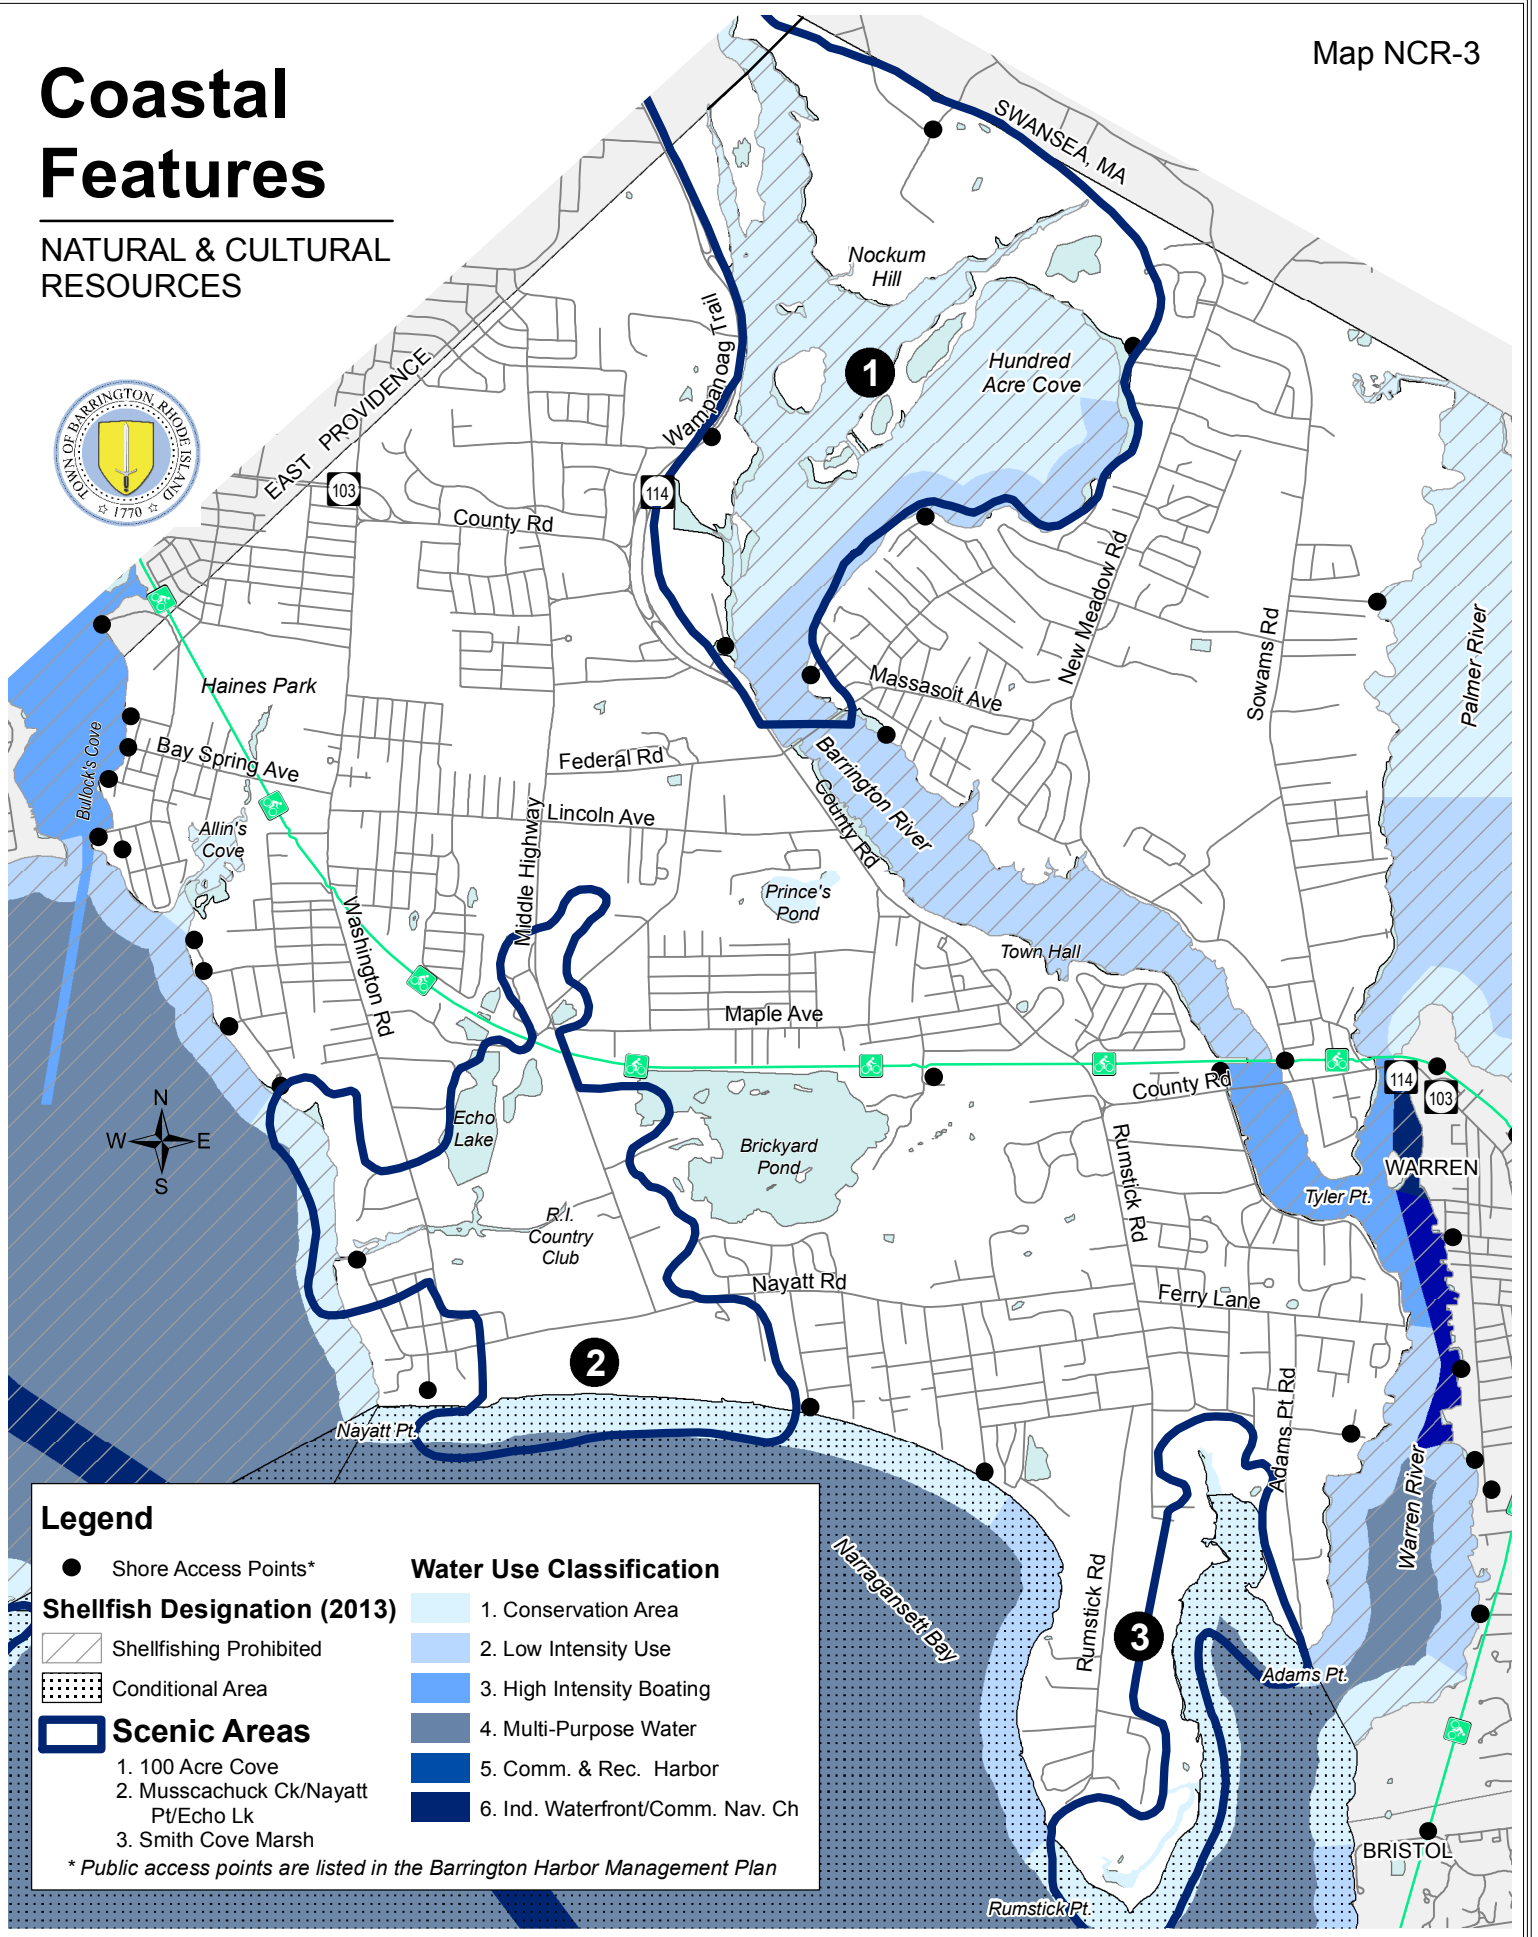 Map NCR-3
Coastal
Features
NATURAL & CULTURAL
RESOURCES
TOWN OF BARRINGTON, RHODE ISLAND
1770
SWANSEA, MA
EAST PROVIDENCE
Nockum
Hill
Wampanoag Trail
1
Hundred
Acre Cove
103
114
County Rd
New Meadow Rd
Sowams Rd
Palmer River
Haines Park
Massasoit Ave
Bullock's Cove
Bay Spring Ave
Federal Rd
Barrington River
County Rd
Lincoln Ave
Middle Highway
Allin's
Cove
Prince's
Pond
Washington Rd
Town Hall
Maple Ave
County Rd
114
103
N
W
E
S
Echo
Lake
Brickyard
Pond
Rumstick Rd
WARREN
Tyler Pt.
R.I.
Country
Club
Nayatt Rd
Ferry Lane
2
Adams Pt Rd
Nayatt Pt.
Warren River
Narragansett Bay
Rumstick Rd
3
Adams Pt.
BRISTOL
Rumstick Pt.
Legend
Shore Access Points*
Shellfish Designation (2013)
Shellfishing Prohibited
Conditional Area
Scenic Areas
1. 100 Acre Cove
2. Musscachuck Ck/Nayatt
Pt/Echo Lk
3. Smith Cove Marsh
Water Use Classification
1. Conservation Area
2. Low Intensity Use
3. High Intensity Boating
4. Multi-Purpose Water
5. Comm. & Rec. Harbor
6. Ind. Waterfront/Comm. Nav. Ch
* Public access points are listed in the Barrington Harbor Management Plan